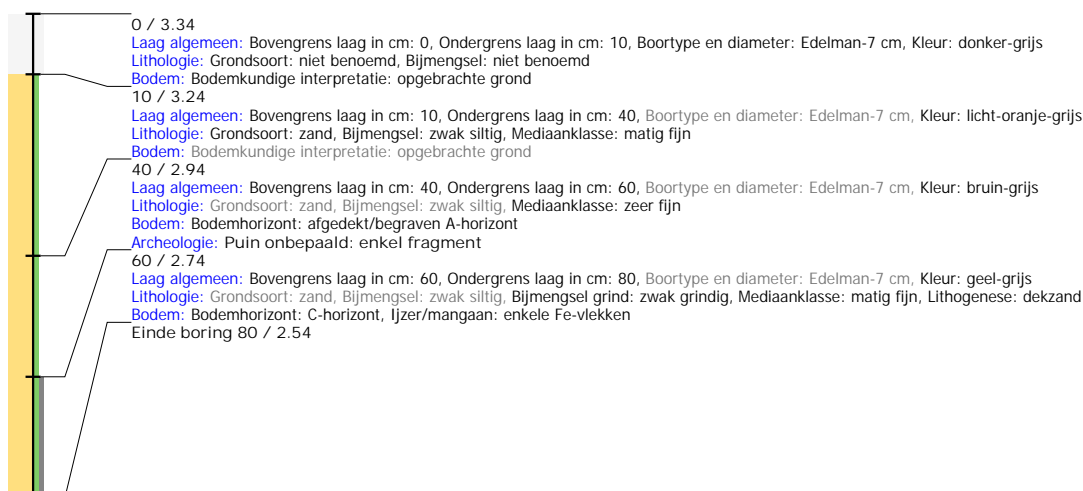 0 / 3.34
Laag algemeen: Bovengrens laag in cm: 0, Ondergrens laag in cm: 10, Boortype en diameter: Edelman-7 cm, Kleur: donker-grijs
Lithologie: Grondsoort: niet benoemd, Bijmengsel: niet benoemd
Bodem: Bodemkundige interpretatie: opgebrachte grond
10 / 3.24
Laag algemeen: Bovengrens laag in cm: 10, Ondergrens laag in cm: 40, Boortype en diameter: Edelman-7 cm, Kleur: licht-oranje-grijs
Lithologie: Grondsoort: zand, Bijmengsel: zwak siltig, Mediaanklasse: matig fijn
Bodem: Bodemkundige interpretatie: opgebrachte grond
40 / 2.94
Laag algemeen: Bovengrens laag in cm: 40, Ondergrens laag in cm: 60, Boortype en diameter: Edelman-7 cm, Kleur: bruin-grijs
Lithologie: Grondsoort: zand, Bijmengsel: zwak siltig, Mediaanklasse: zeer fijn
Bodem: Bodemhorizont: afgedekt/begraven A-horizont
Archeologie: Puin onbepaald: enkel fragment
60 / 2.74
Laag algemeen: Bovengrens laag in cm: 60, Ondergrens laag in cm: 80, Boortype en diameter: Edelman-7 cm, Kleur: geel-grijs
Lithologie: Grondsoort: zand, Bijmengsel: zwak siltig, Bijmengsel grind: zwak grindig, Mediaanklasse: matig fijn, Lithogenese: dekzand
Bodem: Bodemhorizont: C-horizont, Ijzer/mangaan: enkele Fe-vlekken
Einde boring 80 / 2.54